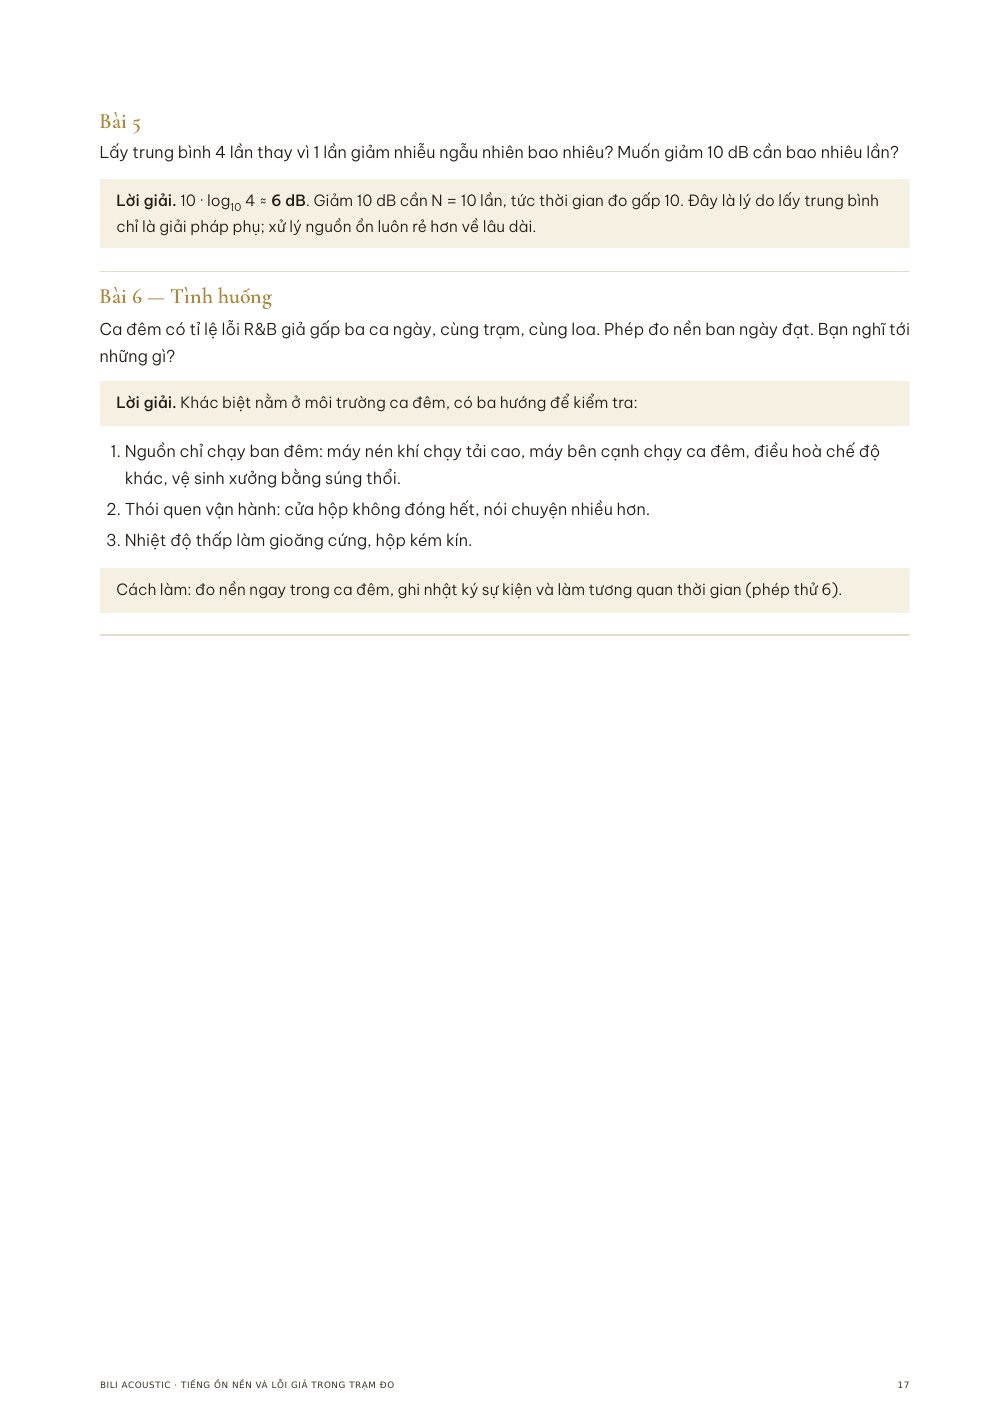 Bài 5
Lấy trung bình 4 lần thay vì 1 lần giảm nhiễu ngẫu nhiên bao nhiêu? Muốn giảm 10 dB cần bao nhiêu lần?
Lời giải. 10 · log₁₀ 4 ≈ 6 dB. Giảm 10 dB cần N = 10 lần, tức thời gian đo gấp 10. Đây là lý do lấy trung bình
chỉ là giải pháp phụ; xử lý nguồn ồn luôn rẻ hơn về lâu dài.
Bài 6 — Tình huống
Ca đêm có tỉ lệ lỗi R&B giả gấp ba ca ngày, cùng trạm, cùng loa. Phép đo nền ban ngày đạt. Bạn nghĩ tới
những gì?
Lời giải. Khác biệt nằm ở môi trường ca đêm, có ba hướng để kiểm tra:
1. Nguồn chỉ chạy ban đêm: máy nén khí chạy tải cao, máy bên cạnh chạy ca đêm, điều hoà chế độ
khác, vệ sinh xưởng bằng súng thổi.
2. Thói quen vận hành: cửa hộp không đóng hết, nói chuyện nhiều hơn.
3. Nhiệt độ thấp làm gioăng cứng, hộp kém kín.
Cách làm: đo nền ngay trong ca đêm, ghi nhật ký sự kiện và làm tương quan thời gian (phép thử 6).
BILI ACOUSTIC · TIẾNG ỒN NỀN VÀ LỖI GIẢ TRONG TRẠM ĐO
17